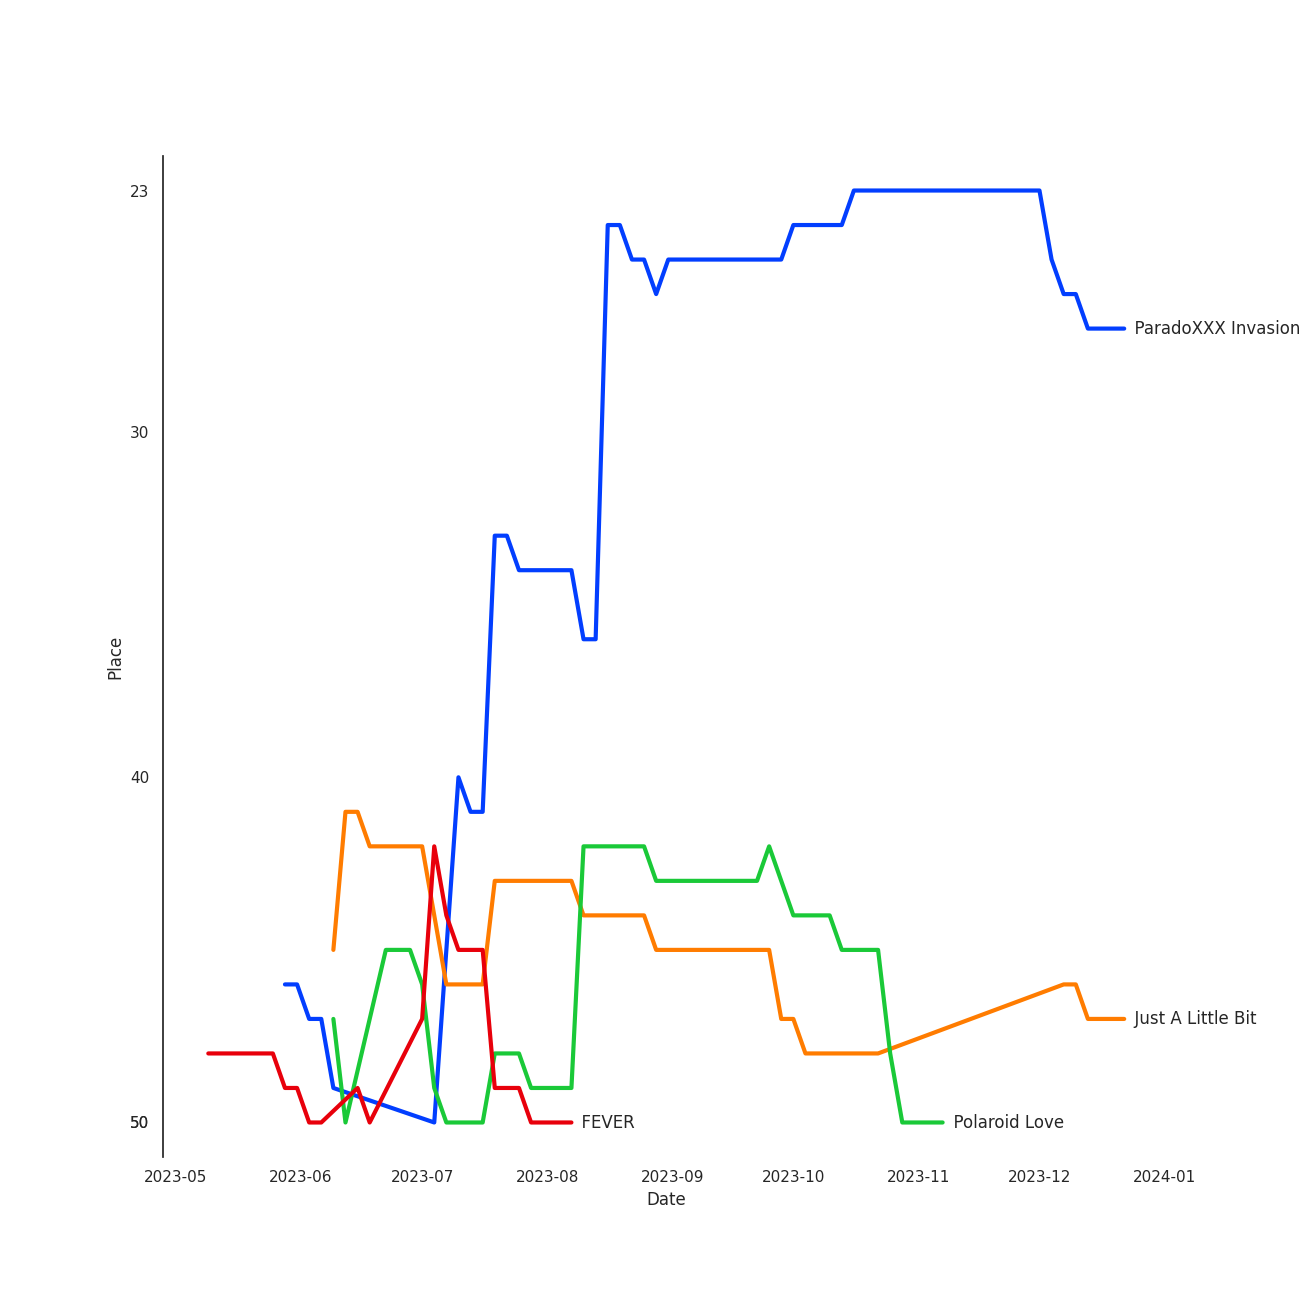 23
30
40
50
Place
ParadoXXX Invasion
Just A Little Bit
FEVER
Polaroid Love
2023-05 2023-06 2023-07 2023-08 2023-09 2023-10 2023-11 2023-12 2024-01
Date